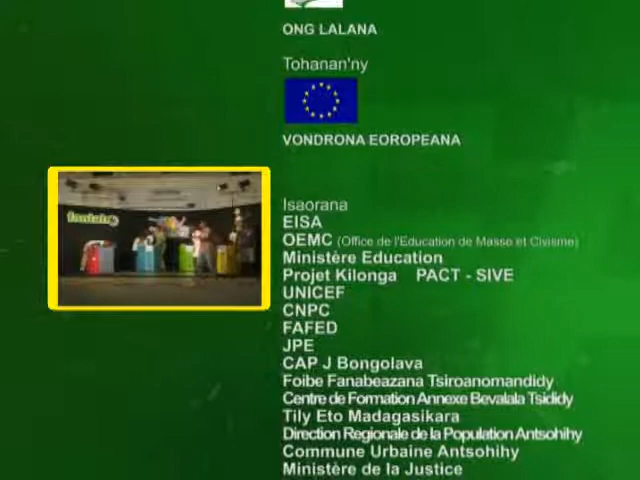 ONG LALANA
Tohanan'ny
VONDRONA EOROPEANA
Isaorana
EISA
OEMC (Office de l'Education de Masse et Civisme)
Ministère Education
Projet Kilonga PACT - SIVE
UNICEF
CNPC
FAFED
JPE
CAP J Bongolava
Foibe Fanabeazana Tsiroanomandidy
Centre de Formation Annexe Bevalala Tsididy
Tily Eto Madagasikara
Direction Regionale de la Population Antsohihy
Commune Urbaine Antsohihy
Ministère de la Justice